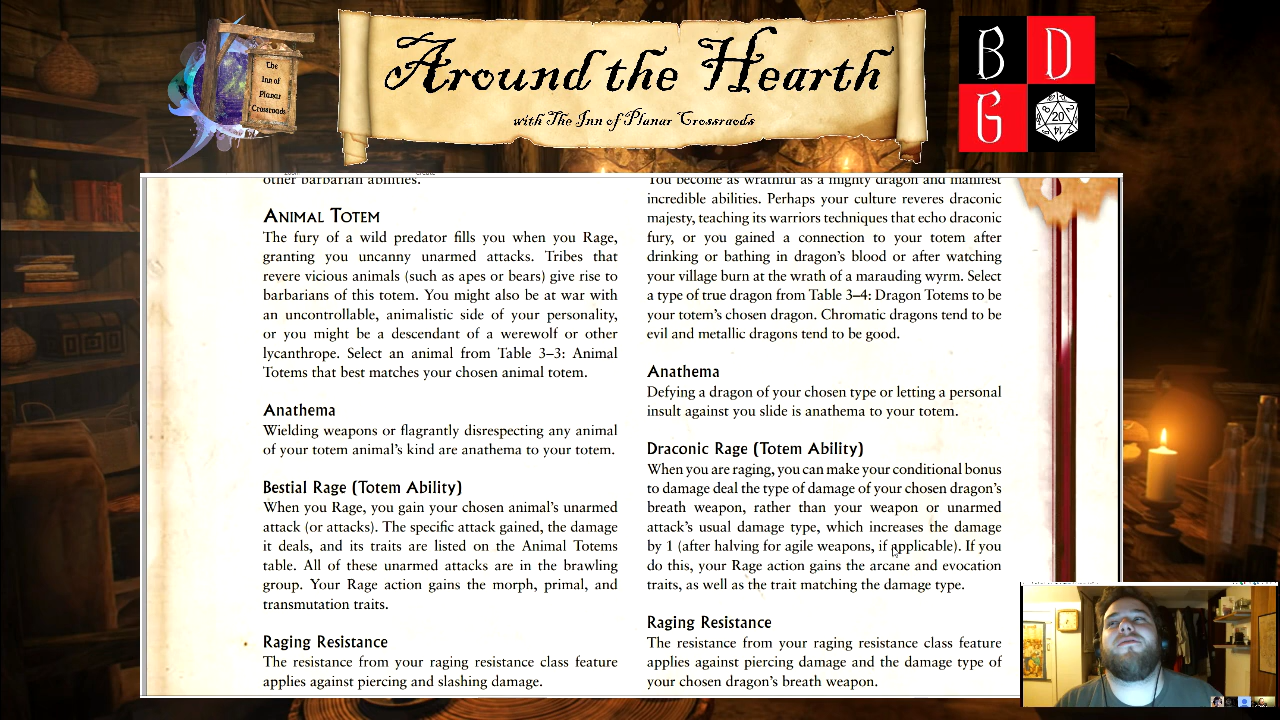 Around the Hearth
with The Inn of Planar Crossraods
The
Inn of
Planar
Crossroads
B D
G
20
other barbarian abilities.
ANIMAL TOTEM
The fury of a wild predator fills you when you Rage,
granting you uncanny unarmed attacks. Tribes that
revere vicious animals (such as apes or bears) give rise to
barbarians of this totem. You might also be at war with
an uncontrollable, animalistic side of your personality,
or you might be a descendant of a werewolf or other
lycanthrope. Select an animal from Table 3–3: Animal
Totems that best matches your chosen animal totem.
Anathema
Wielding weapons or flagrantly disrespecting any animal
of your totem animal's kind are anathema to your totem.
Bestial Rage (Totem Ability)
When you Rage, you gain your chosen animal's unarmed
attack (or attacks). The specific attack gained, the damage
it deals, and its traits are listed on the Animal Totems
table. All of these unarmed attacks are in the brawling
group. Your Rage action gains the morph, primal, and
transmutation traits.
Raging Resistance
The resistance from your raging resistance class feature
applies against piercing and slashing damage.
You become as wrathful as a mighty dragon and manifest
incredible abilities. Perhaps your culture reveres draconic
majesty, teaching its warriors techniques that echo draconic
fury, or you gained a connection to your totem after
drinking or bathing in dragon's blood or after watching
your village burn at the wrath of a marauding wyrm. Select
a type of true dragon from Table 3–4: Dragon Totems to be
your totem's chosen dragon. Chromatic dragons tend to be
evil and metallic dragons tend to be good.
Anathema
Defying a dragon of your chosen type or letting a personal
insult against you slide is anathema to your totem.
Draconic Rage (Totem Ability)
When you are raging, you can make your conditional bonus
to damage deal the type of damage of your chosen dragon's
breath weapon, rather than your weapon or unarmed
attack's usual damage type, which increases the damage
by 1 (after halving for agile weapons, if applicable). If you
do this, your Rage action gains the arcane and evocation
traits, as well as the trait matching the damage type.
Raging Resistance
The resistance from your raging resistance class feature
applies against piercing damage and the damage type of
your chosen dragon's breath weapon.